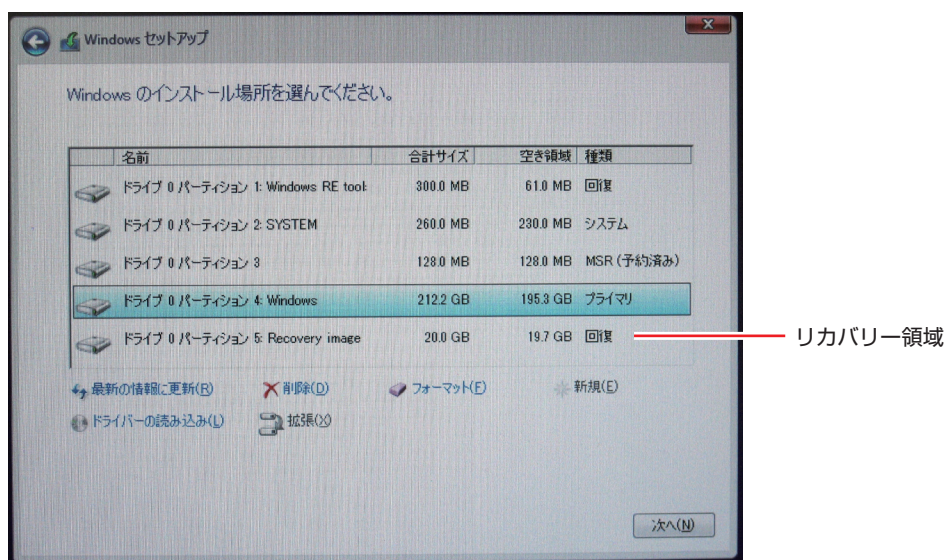 Windows セットアップ
Windows のインストール場所を選んでください。
名前 合計サイズ 空き領域 種類
ドライブ 0 パーティション 1: Windows RE tool: 300.0 MB 61.0 MB 回復
ドライブ 0 パーティション 2: SYSTEM 260.0 MB 230.0 MB システム
ドライブ 0 パーティション 3 128.0 MB 128.0 MB MSR (予約済み)
ドライブ 0 パーティション 4: Windows 212.2 GB 195.3 GB プライマリ
ドライブ 0 パーティション 5: Recovery image 20.0 GB 19.7 GB 回復
リカバリー領域
最新の情報に更新(R) 削除(D) フォーマット(F) 新規(E)
ドライバーの読み込み(L) 拡張(X)
次へ(N)